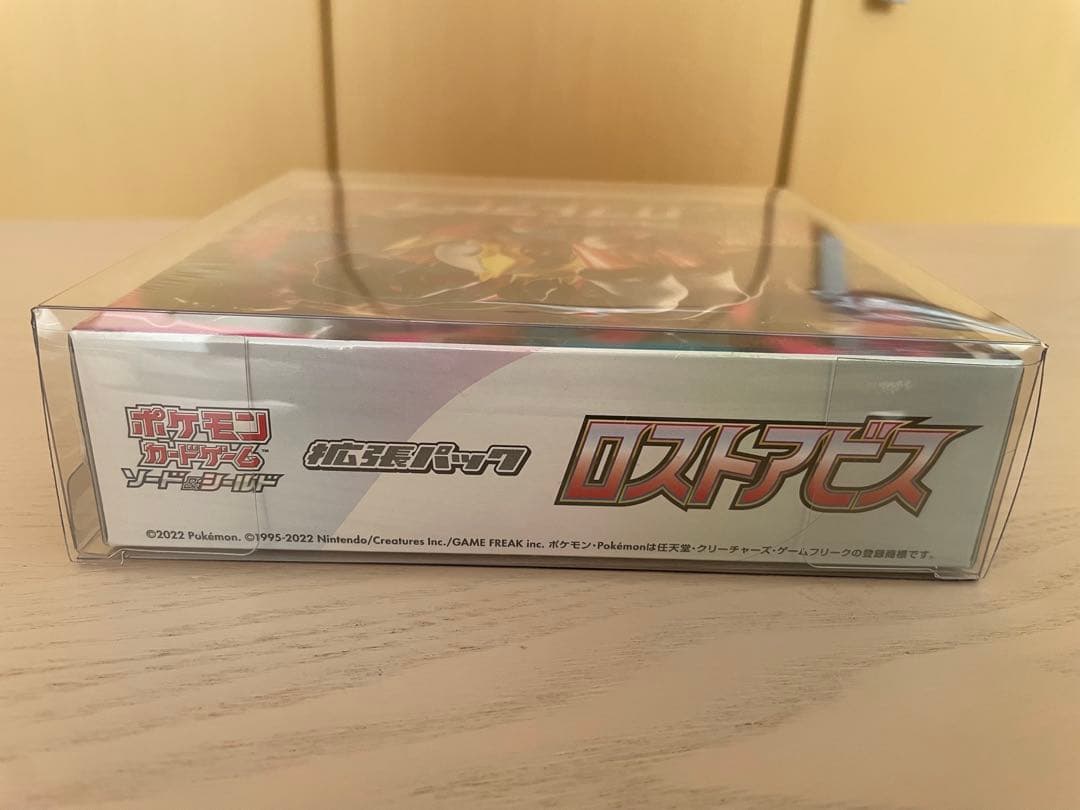 ポケモン
カードゲーム™
ソード&シールド
拡張パック
ロストアビス
©2022 Pokémon. ©1995-2022 Nintendo/Creatures Inc./GAME FREAK inc. ポケモン・Pokémonは任天堂・クリーチャーズ・ゲームフリークの登録商標です。